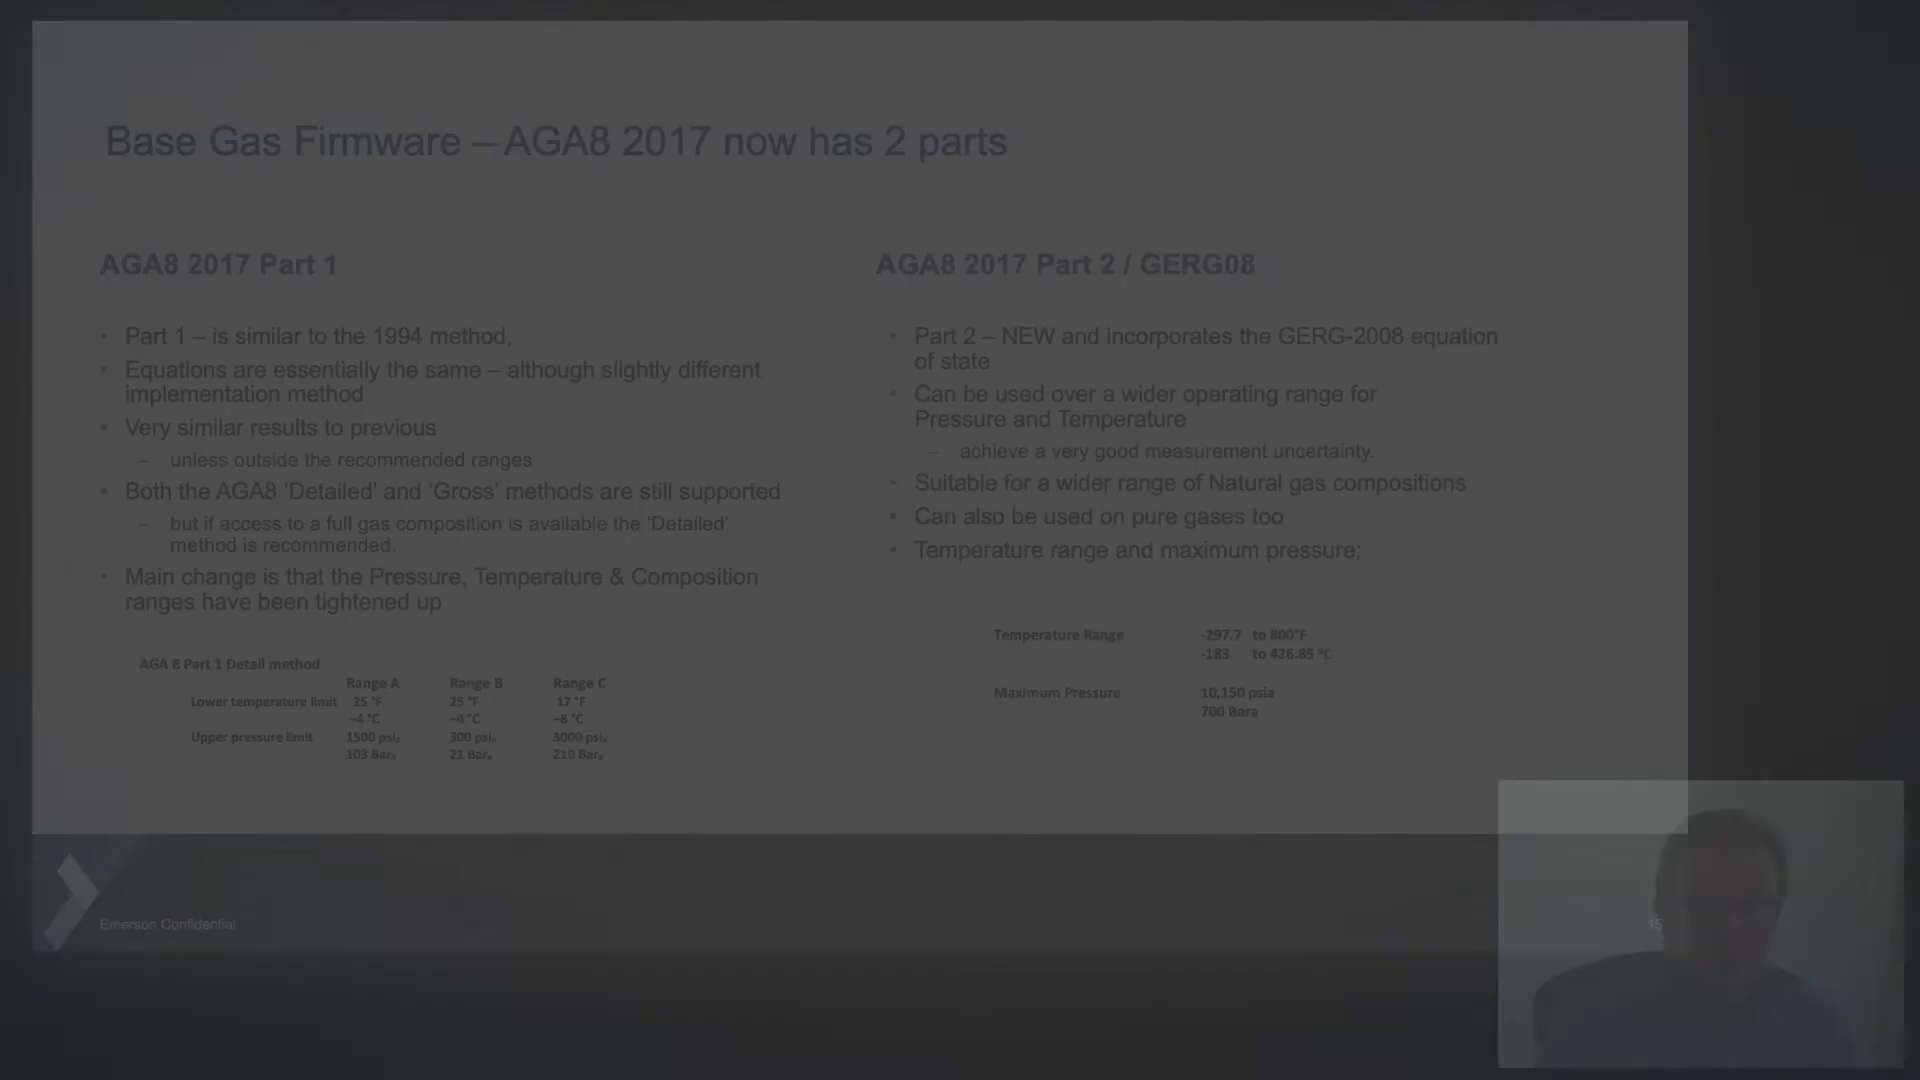 Base Gas Firmware – AGA8 2017 now has 2 parts
AGA8 2017 Part 1
• Part 1 – is similar to the 1994 method,
• Equations are essentially the same – although slightly different
implementation method
• Very similar results to previous
– unless outside the recommended ranges
• Both the AGA8 ‘Detailed’ and ‘Gross’ methods are still supported
– but if access to a full gas composition is available the ‘Detailed’
method is recommended.
• Main change is that the Pressure, Temperature & Composition
ranges have been tightened up
AGA 8 Part 1 Detail method
Range A Range B Range C
Lower temperature limit 25 °F 25 °F 17 °F
–4 °C –4 °C –8 °C
Upper pressure limit 1500 psiₐ 300 psiₐ 3000 psiₐ
103 Barₐ 21 Barₐ 210 Barₐ
AGA8 2017 Part 2 / GERG08
• Part 2 – NEW and incorporates the GERG-2008 equation
of state
• Can be used over a wider operating range for
Pressure and Temperature
– achieve a very good measurement uncertainty.
• Suitable for a wider range of Natural gas compositions
• Can also be used on pure gases too
• Temperature range and maximum pressure;
Temperature Range -297.7 to 800°F
-183 to 426.85 °C
Maximum Pressure 10,150 psia
700 Bara
Emerson Confidential
15